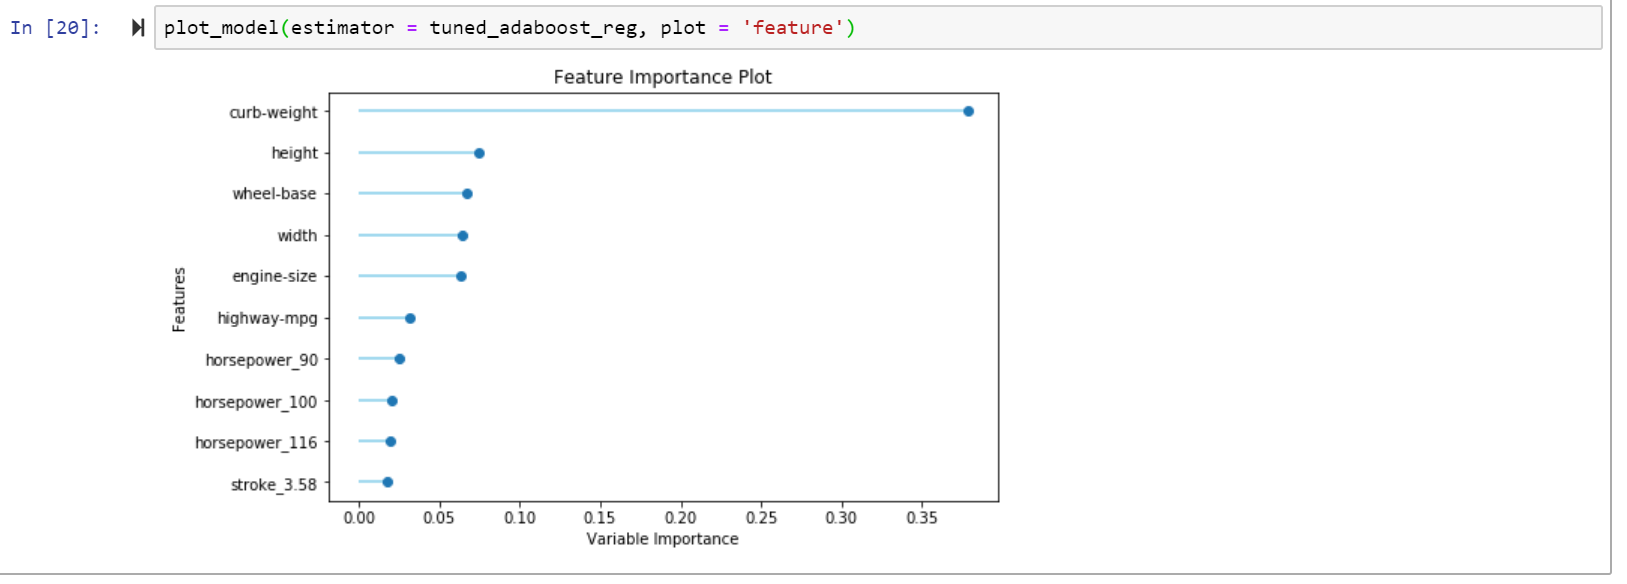 In [20]:
plot_model(estimator = tuned_adaboost_reg, plot = 'feature')
Feature Importance Plot
curb-weight
height
wheel-base
width
engine-size
highway-mpg
horsepower_90
horsepower_100
horsepower_116
stroke_3.58
Features
0.00 0.05 0.10 0.15 0.20 0.25 0.30 0.35
Variable Importance